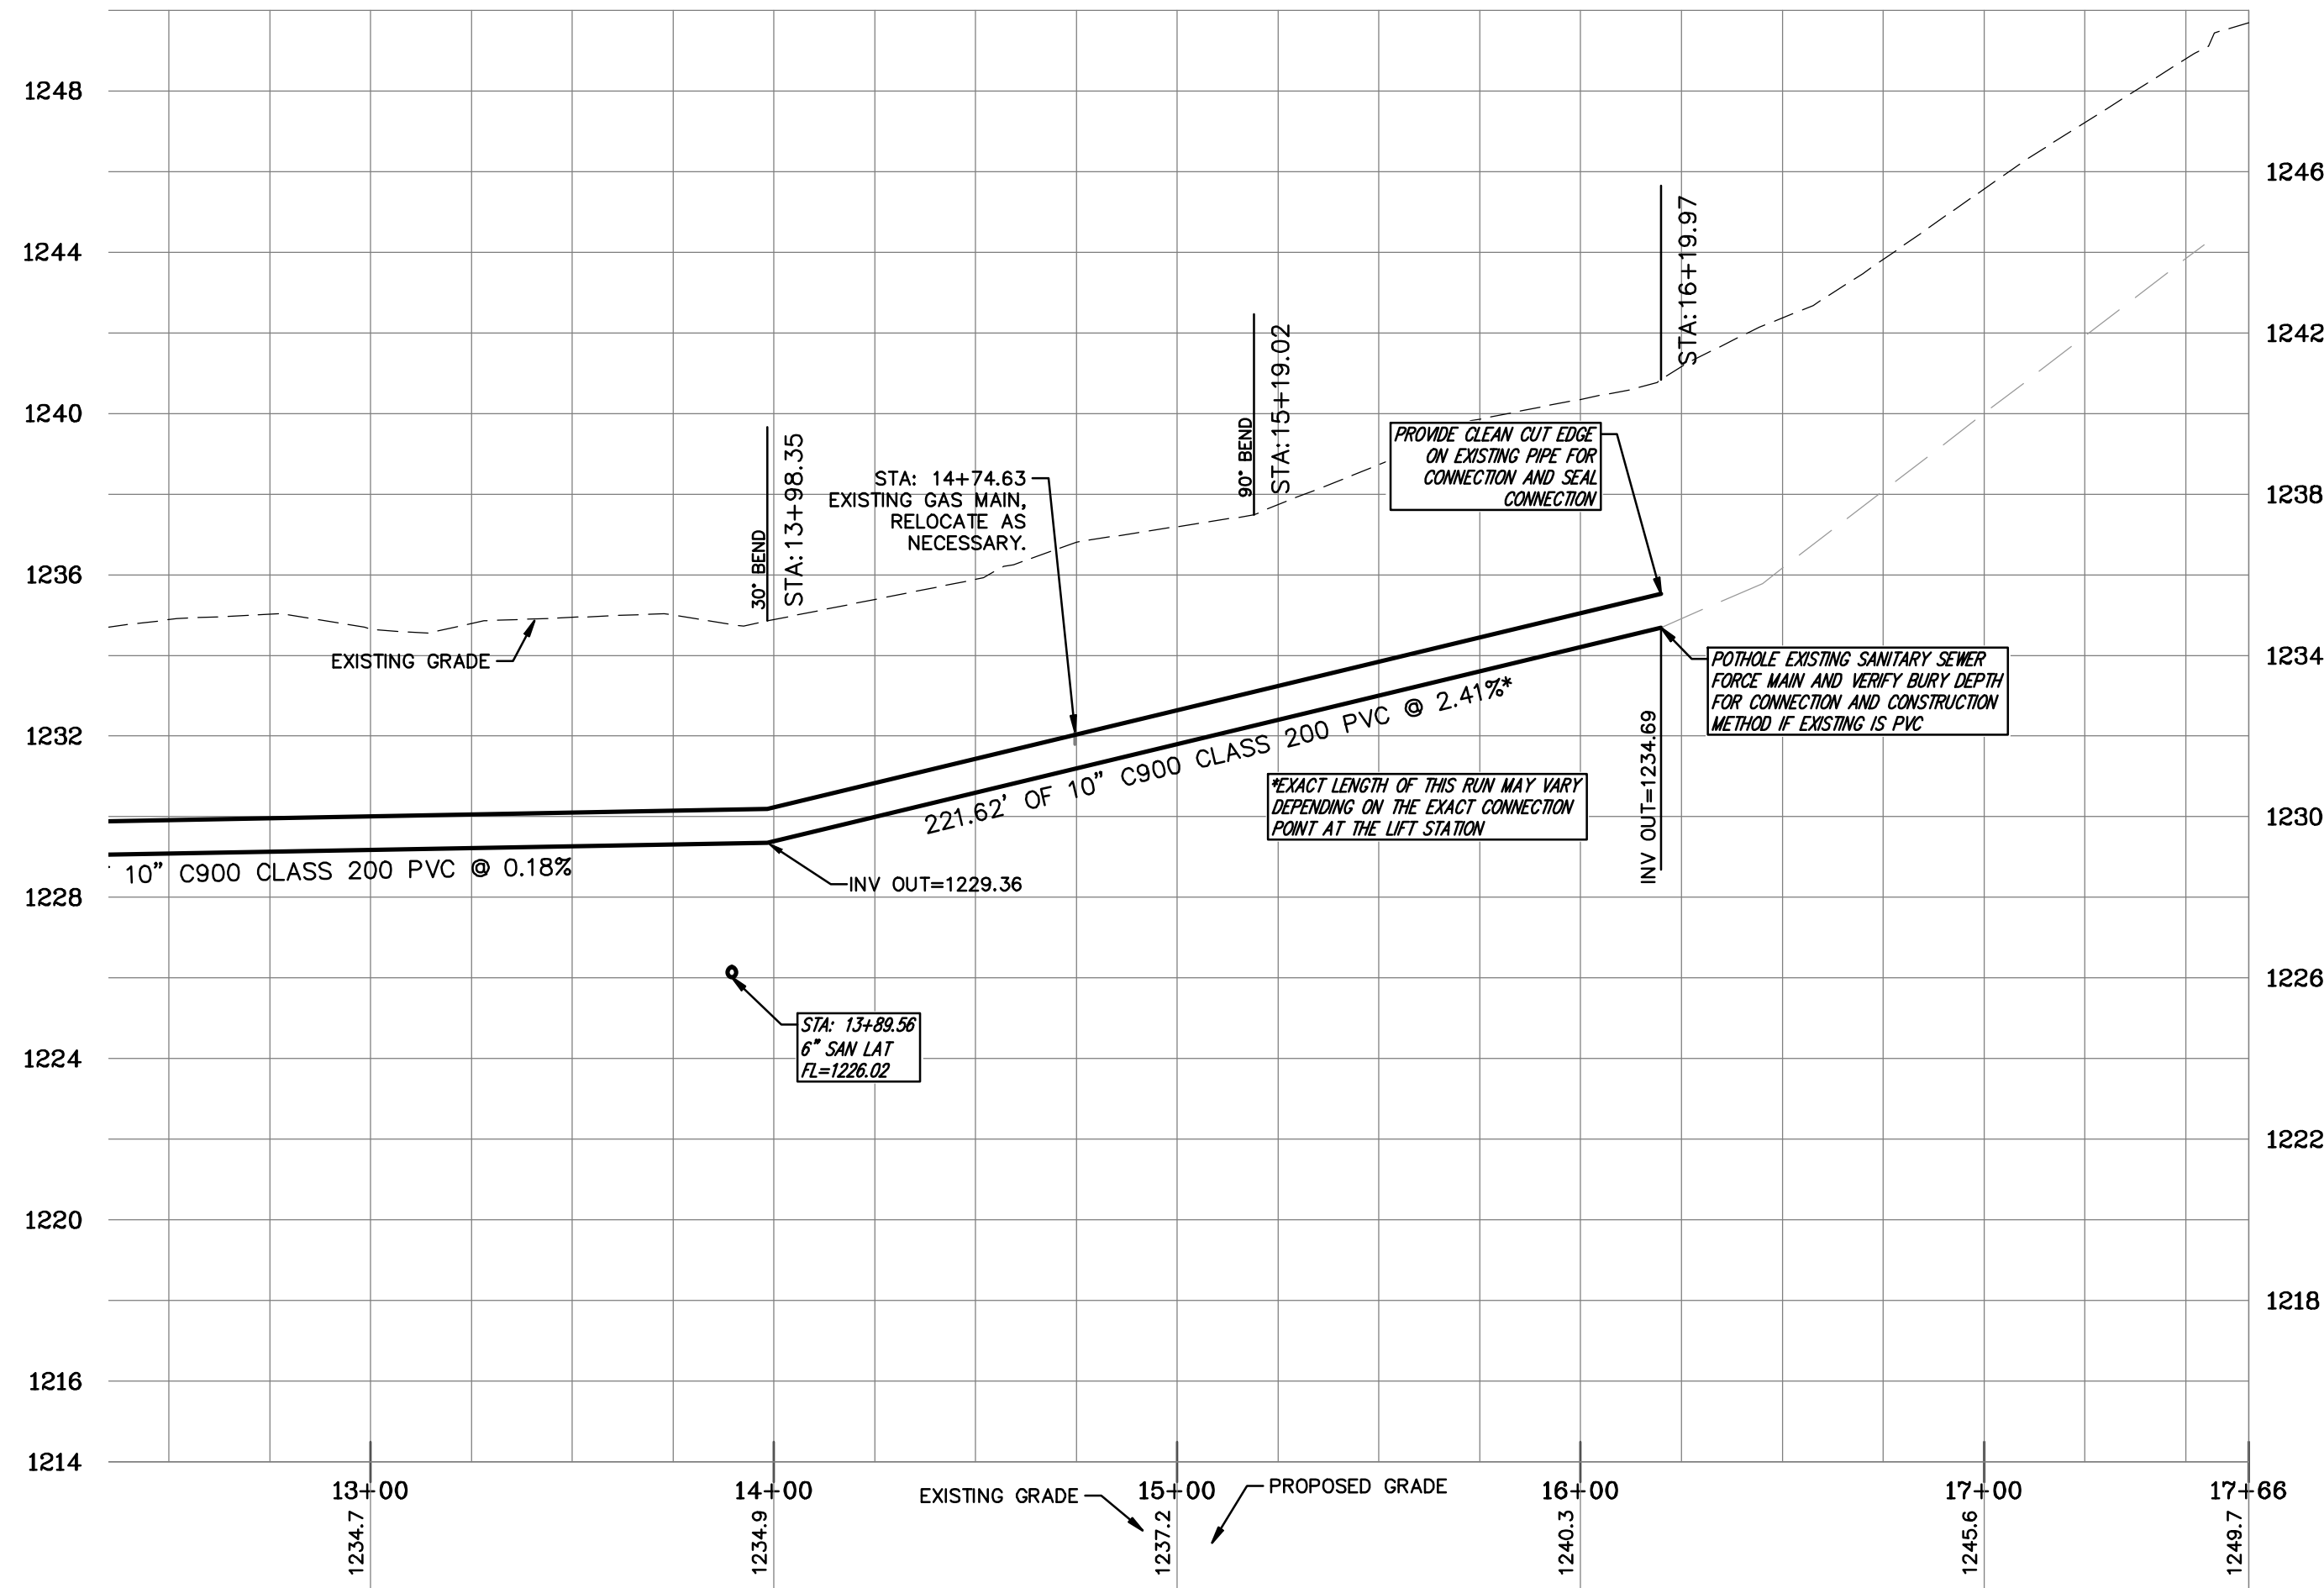 1248
1246
1244
1242
1240
1238
1236
1234
1232
1230
1228
1226
1224
1222
1220
1218
1216
1214
STA:16+19.97
90° BEND
STA:15+19.02
30° BEND
STA:13+98.35
PROVIDE CLEAN CUT EDGE
ON EXISTING PIPE FOR
CONNECTION AND SEAL
CONNECTION
STA: 14+74.63
EXISTING GAS MAIN,
RELOCATE AS
NECESSARY.
EXISTING GRADE
POTHOLE EXISTING SANITARY SEWER
FORCE MAIN AND VERIFY BURY DEPTH
FOR CONNECTION AND CONSTRUCTION
METHOD IF EXISTING IS PVC
221.62' OF 10" C900 CLASS 200 PVC @ 2.41%*
*EXACT LENGTH OF THIS RUN MAY VARY
DEPENDING ON THE EXACT CONNECTION
POINT AT THE LIFT STATION
INV OUT=1234.69
10" C900 CLASS 200 PVC @ 0.18%
INV OUT=1229.36
STA: 13+89.56
6" SAN LAT
FL=1226.02
13+00
14+00
15+00
16+00
17+00
17+66
EXISTING GRADE
PROPOSED GRADE
1234.7
1234.9
1237.2
1240.3
1245.6
1249.7